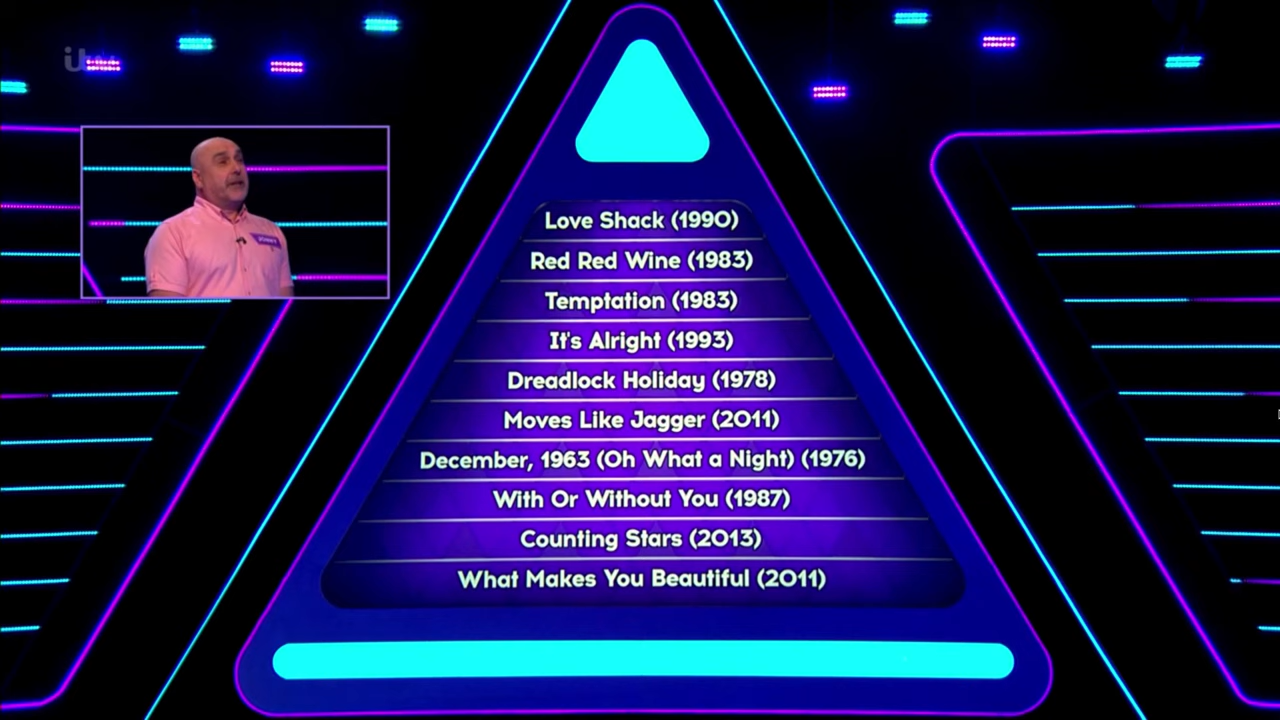 itv
Love Shack (1990)
Red Red Wine (1983)
Temptation (1983)
It's Alright (1993)
Dreadlock Holiday (1978)
Moves Like Jagger (2011)
December, 1963 (Oh What a Night) (1976)
With Or Without You (1987)
Counting Stars (2013)
What Makes You Beautiful (2011)